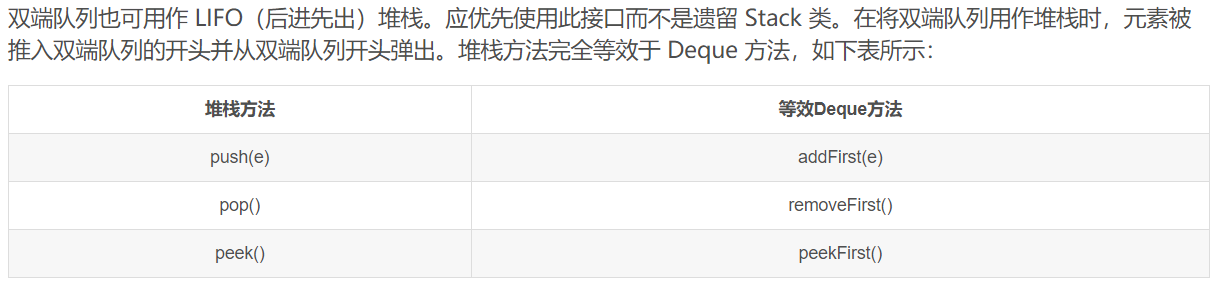 双端队列也可用作 LIFO（后进先出）堆栈。应优先使用此接口而不是遗留 Stack 类。在将双端队列用作堆栈时，元素被
推入双端队列的开头并从双端队列开头弹出。堆栈方法完全等效于 Deque 方法，如下表所示：
堆栈方法 等效Deque方法
push(e) addFirst(e)
pop() removeFirst()
peek() peekFirst()